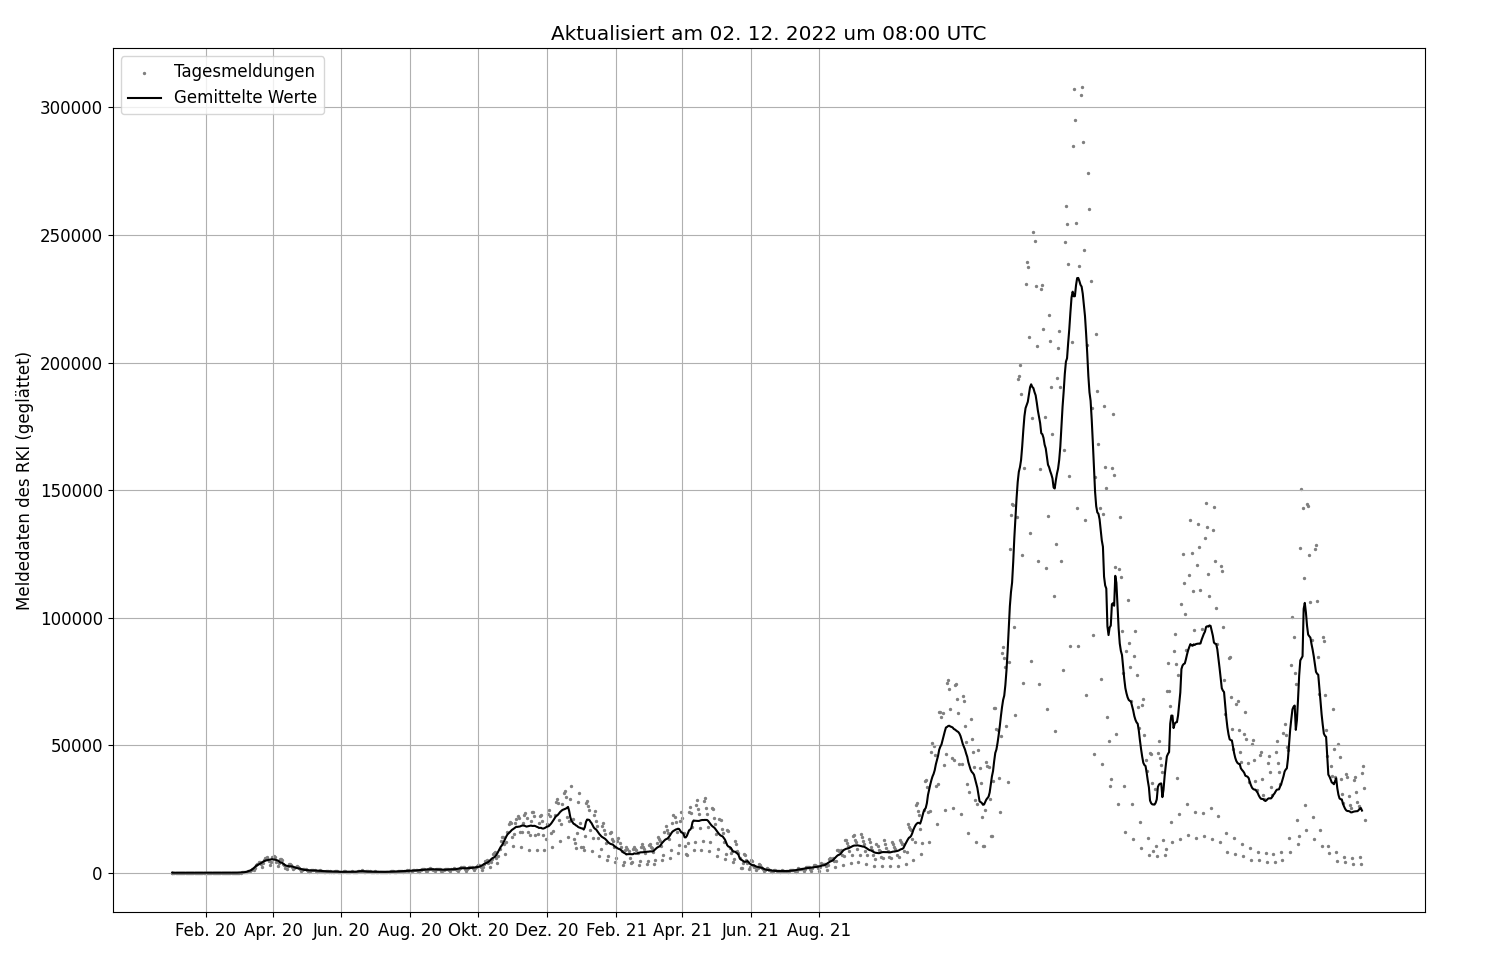 Aktualisiert am 02. 12. 2022 um 08:00 UTC
Tagesmeldungen
Gemittelte Werte
Meldedaten des RKI (geglättet)
300000
250000
200000
150000
100000
50000
0
Feb. 20 Apr. 20 Jun. 20 Aug. 20 Okt. 20 Dez. 20 Feb. 21 Apr. 21 Jun. 21 Aug. 21